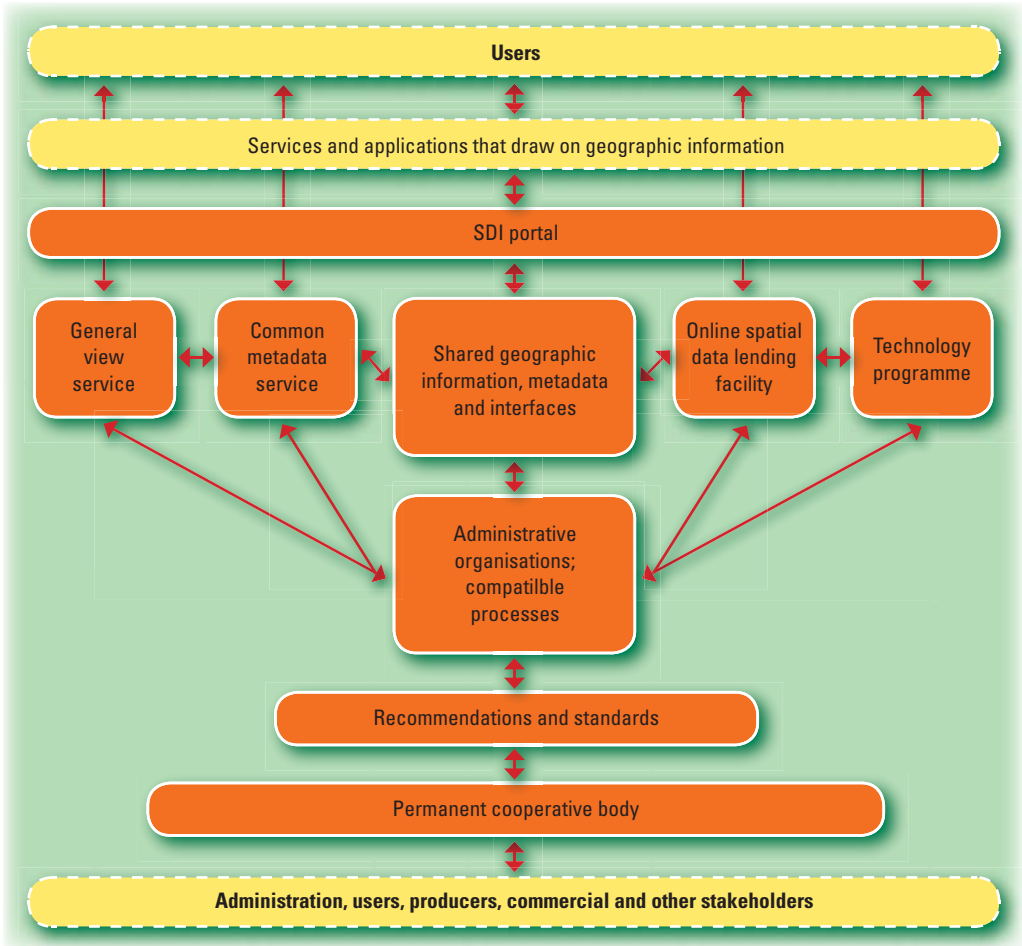 Users
Services and applications that draw on geographic information
SDI portal
General
view
service
Common
metadata
service
Shared geographic
information, metadata
and interfaces
Online spatial
data lending
facility
Technology
programme
Administrative
organisations;
compatilble
processes
Recommendations and standards
Permanent cooperative body
Administration, users, producers, commercial and other stakeholders